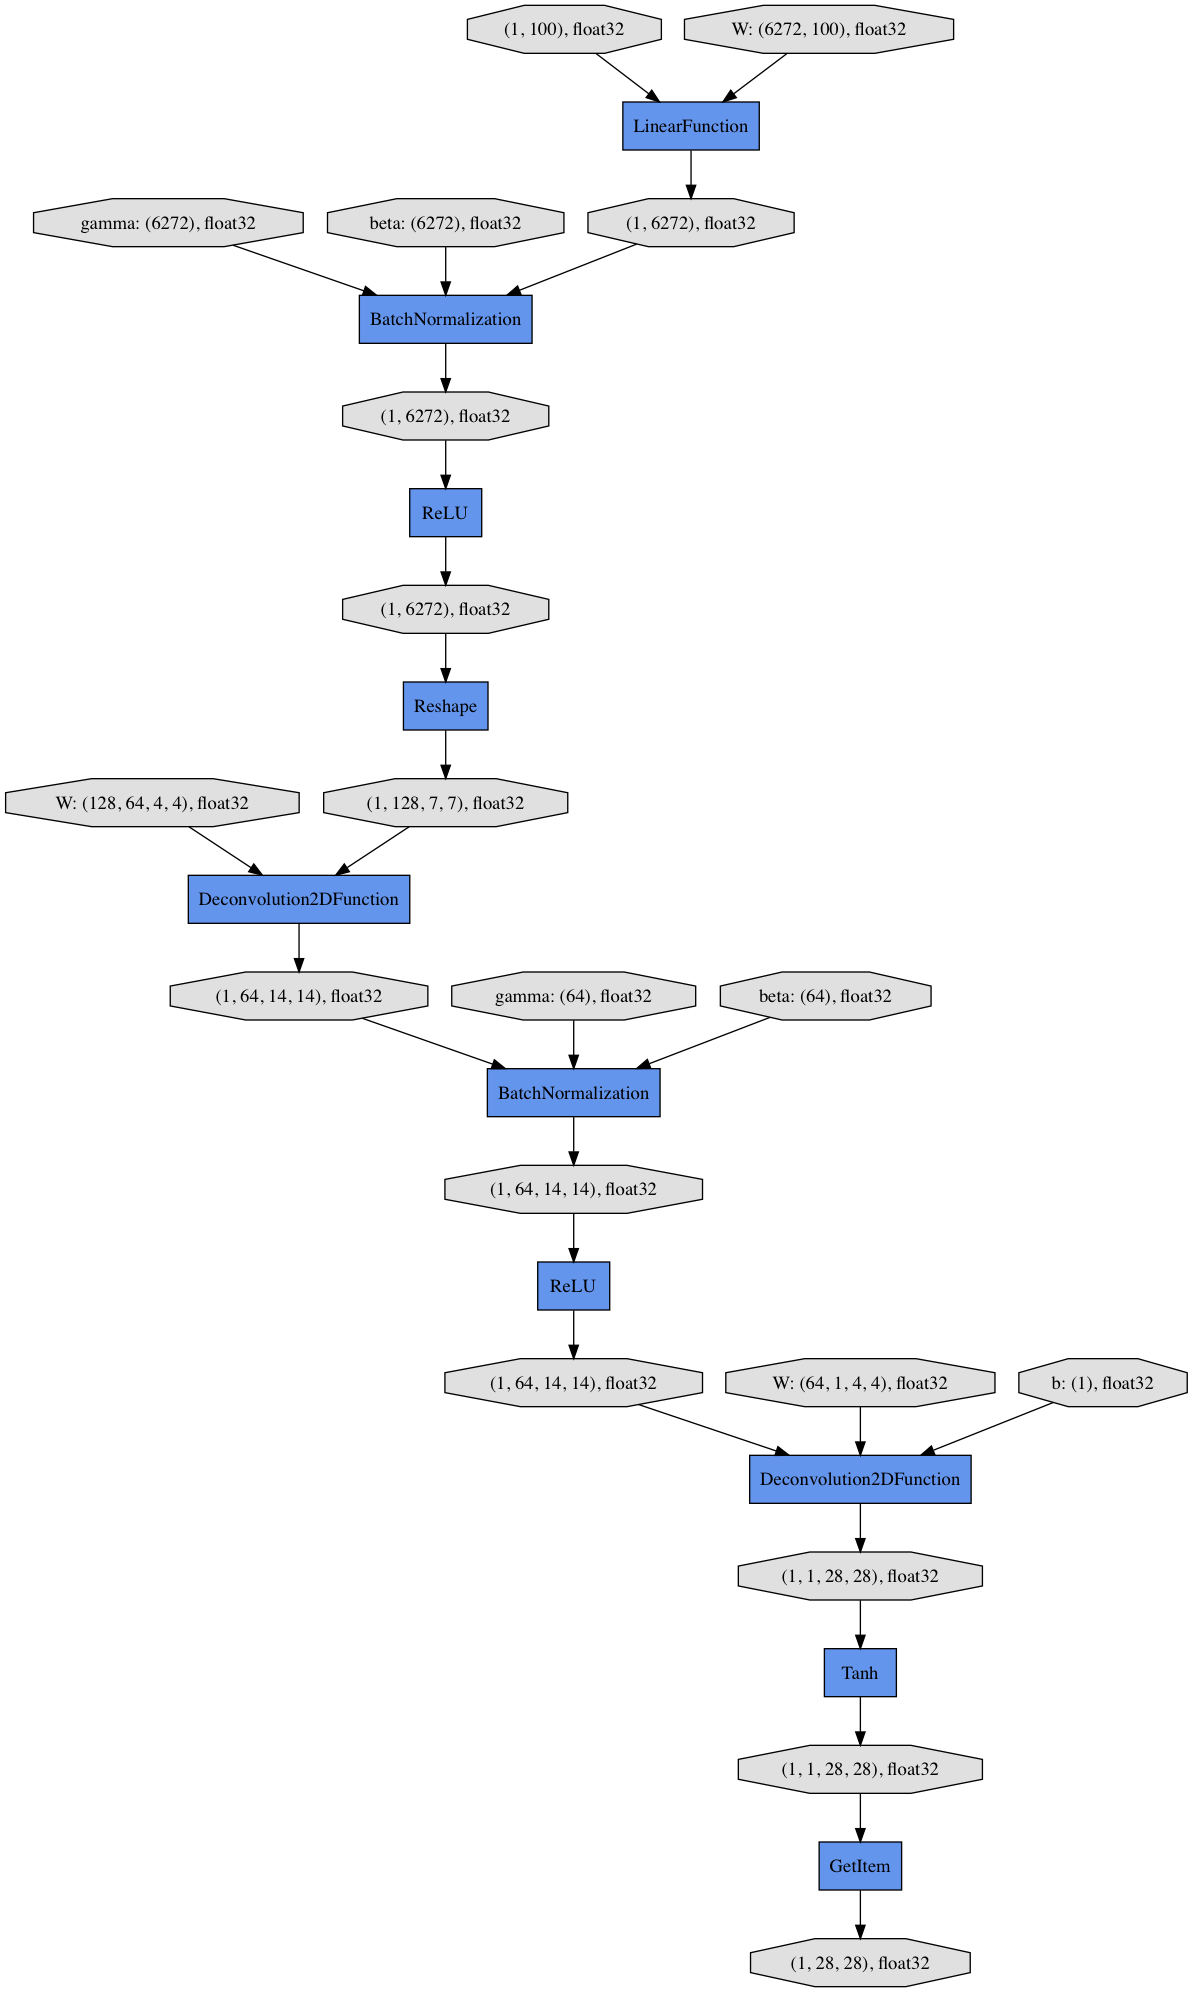 (1, 100), float32
W: (6272, 100), float32
LinearFunction
gamma: (6272), float32
beta: (6272), float32
(1, 6272), float32
BatchNormalization
(1, 6272), float32
ReLU
(1, 6272), float32
Reshape
W: (128, 64, 4, 4), float32
(1, 128, 7, 7), float32
Deconvolution2DFunction
(1, 64, 14, 14), float32
gamma: (64), float32
beta: (64), float32
BatchNormalization
(1, 64, 14, 14), float32
ReLU
(1, 64, 14, 14), float32
W: (64, 1, 4, 4), float32
b: (1), float32
Deconvolution2DFunction
(1, 1, 28, 28), float32
Tanh
(1, 1, 28, 28), float32
GetItem
(1, 28, 28), float32